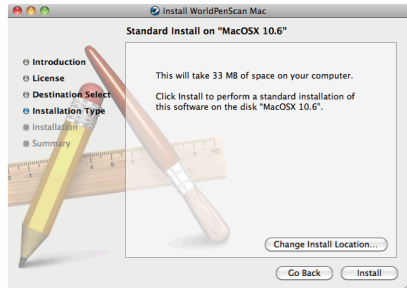 Install WorldPenScan Mac
Standard Install on "MacOSX 10.6"
Introduction
License
Destination Select
Installation Type
Installation
Summary
This will take 33 MB of space on your computer.
Click Install to perform a standard installation of
this software on the disk "MacOSX 10.6".
Change Install Location...
Go Back
Install